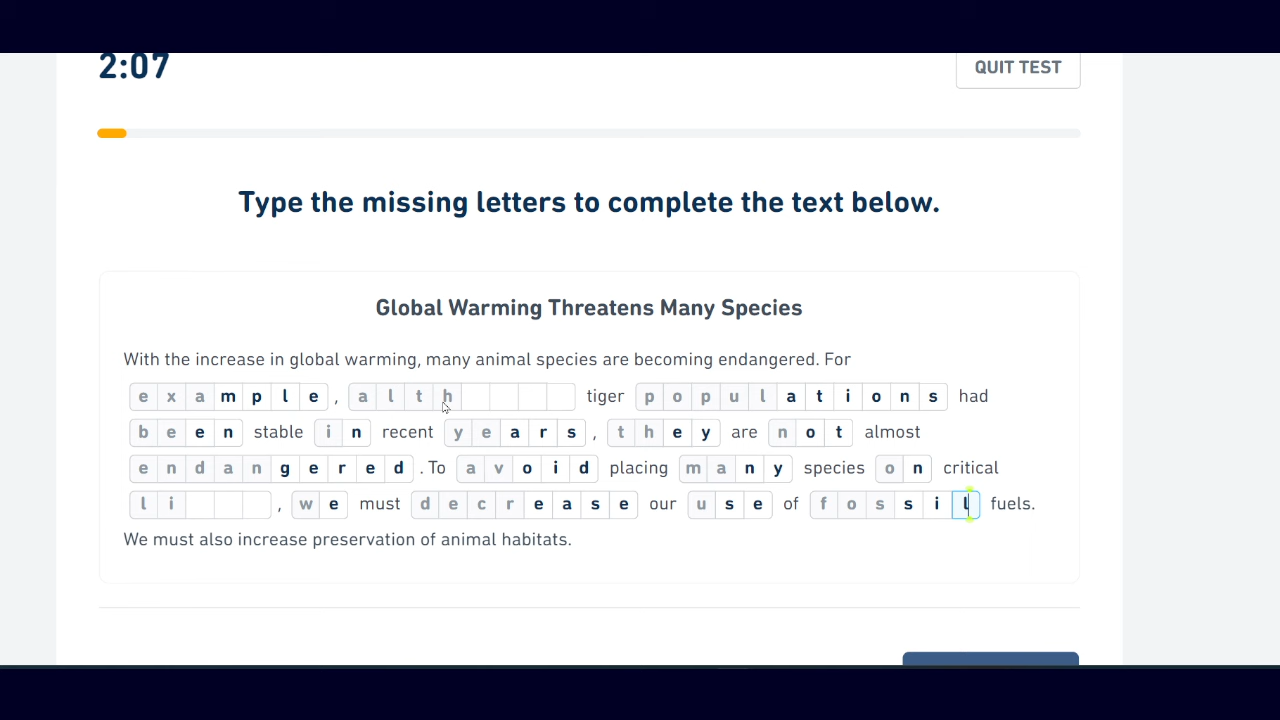 2:07
QUIT TEST
Type the missing letters to complete the text below.
Global Warming Threatens Many Species
With the increase in global warming, many animal species are becoming endangered. For
example, alth tiger populations had
been stable in recent years, they are not almost
endangered. To avoid placing many species on critical
li, we must decrease our use of fossil fuels.
We must also increase preservation of animal habitats.